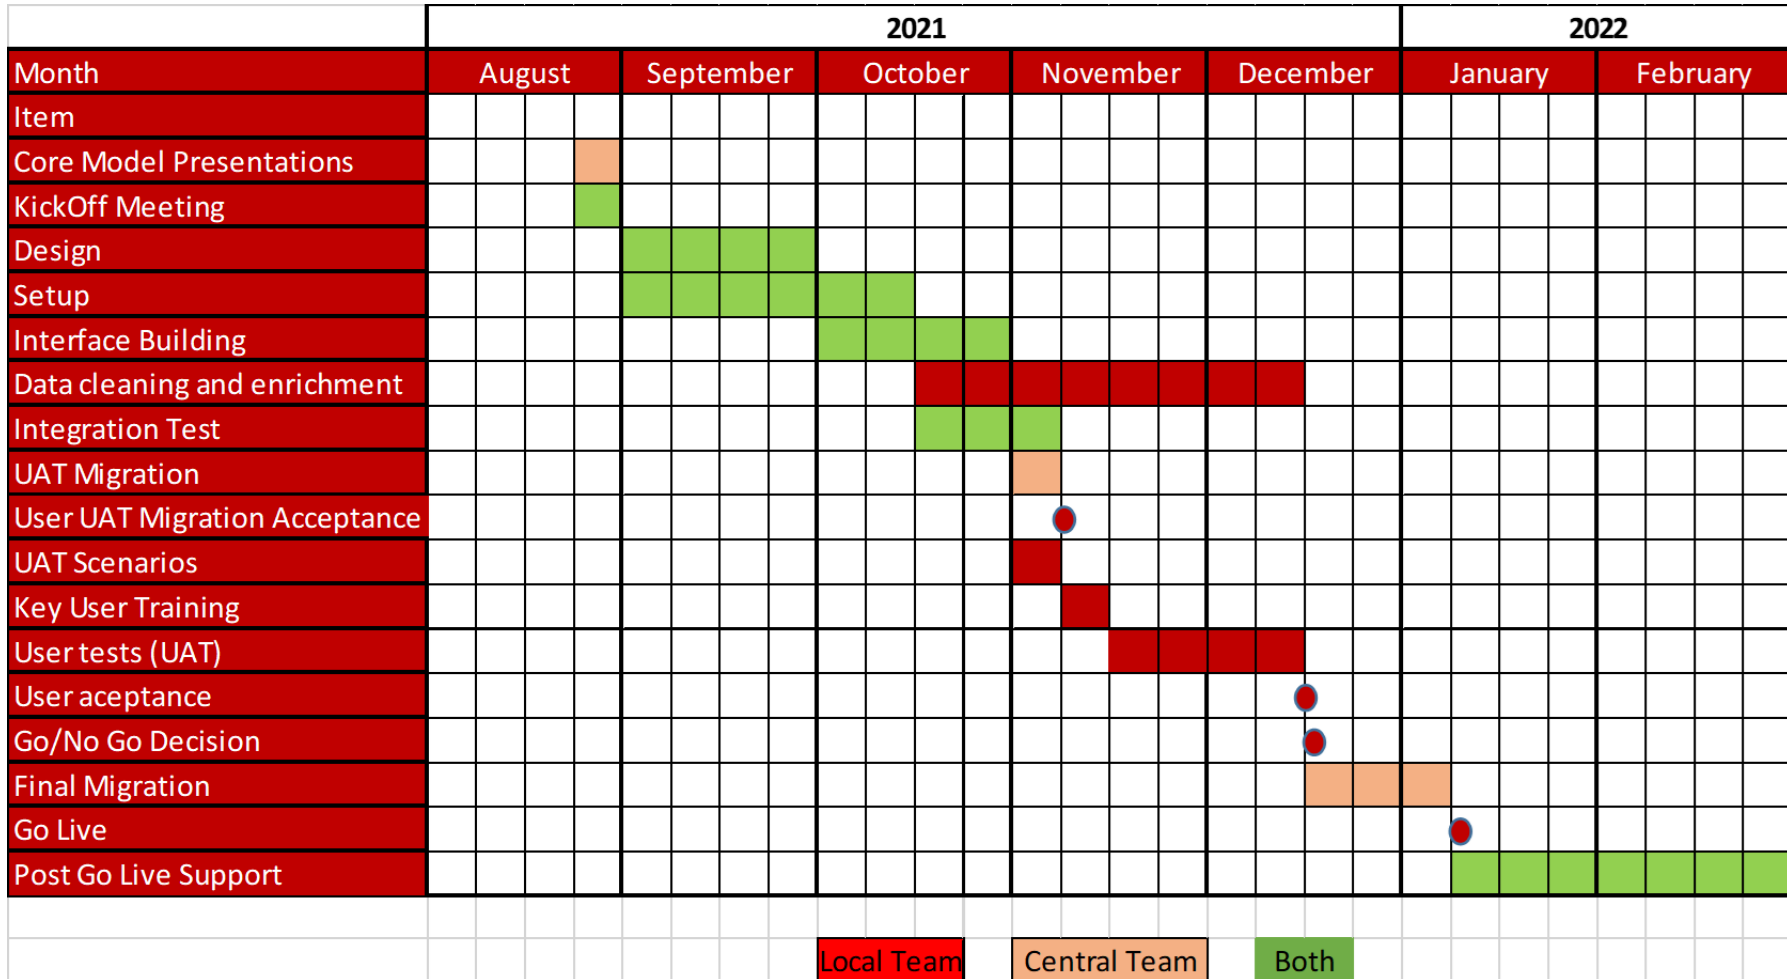 2021 2022
Month August September October November December January February
Item
Core Model Presentations
KickOff Meeting
Design
Setup
Interface Building
Data cleaning and enrichment
Integration Test
UAT Migration
User UAT Migration Acceptance
UAT Scenarios
Key User Training
User tests (UAT)
User aceptance
Go/No Go Decision
Final Migration
Go Live
Post Go Live Support
Local Team Central Team Both